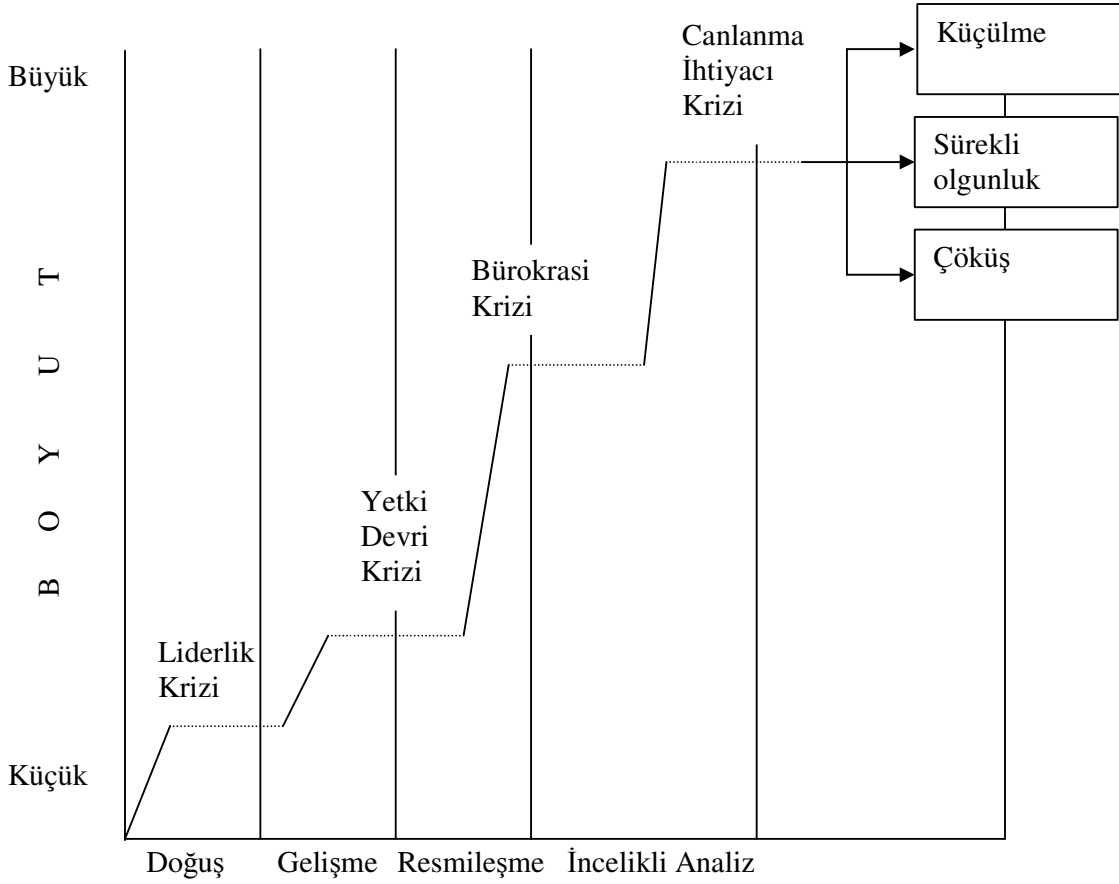 Büyük
Canlanma
İhtiyacı
Krizi
Küçülme
Sürekli
olgunluk
Çöküş
Bürokrasi
Krizi
B O Y U T
Yetki
Devri
Krizi
Liderlik
Krizi
Küçük
Doğuş Gelişme Resmileşme İncelikli Analiz